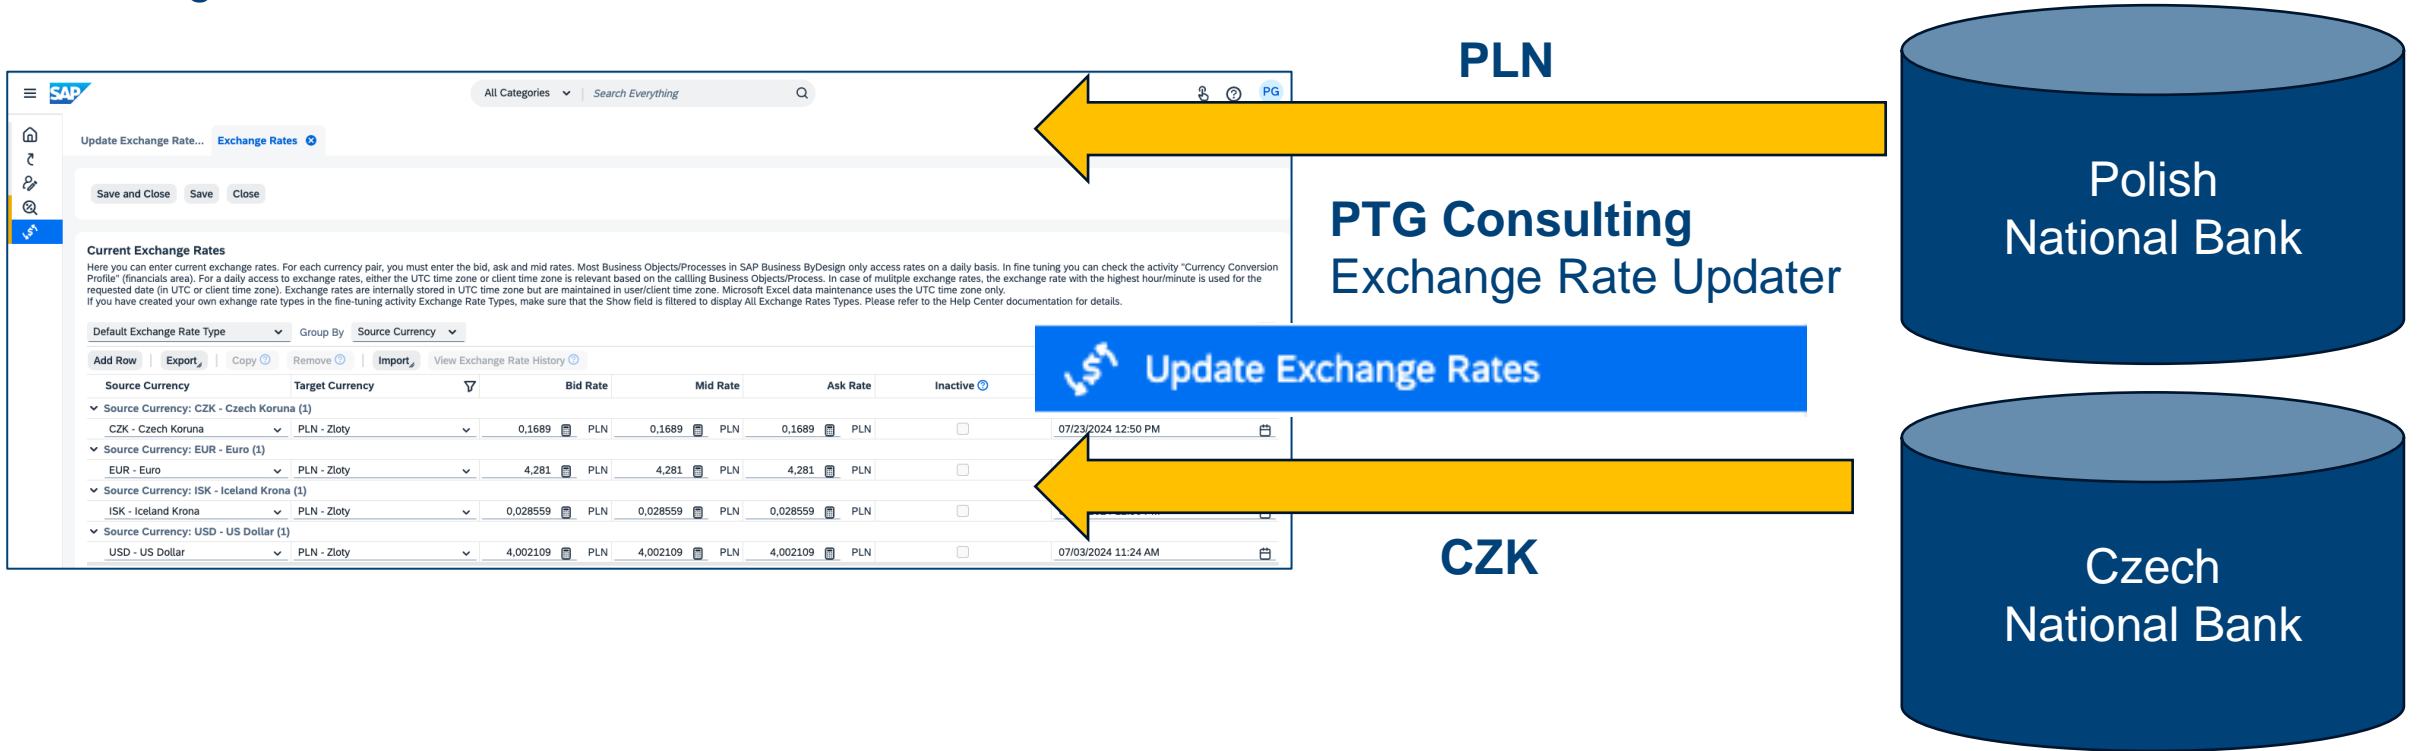 SAP
All Categories
Search Everything
PG
Update Exchange Rate...
Exchange Rates
Save and Close
Save
Close
Current Exchange Rates
Here you can enter current exchange rates. For each currency pair, you must enter the bid, ask and mid rates. Most Business Objects/Processes in SAP Business ByDesign only access rates on a daily basis. In fine tuning you can check the activity "Currency Conversion
Profile" (financials area). For a daily access to exchange rates, either the UTC time zone or client time zone is relevant based on the callling Business Objects/Process. In case of mulitple exchange rates, the exchange rate with the highest hour/minute is used for the
requested date (in UTC or client time zone). Exchange rates are internally stored in UTC time zone but are maintained in user/client time zone. Microsoft Excel data maintenance uses the UTC time zone only.
If you have created your own exhange rate types in the fine-tuning activity Exchange Rate Types, make sure that the Show field is filtered to display All Exchange Rates Types. Please refer to the Help Center documentation for details.
Default Exchange Rate Type
Group By
Source Currency
Add Row
Export
Copy
Remove
Import
View Exchange Rate History
Source Currency Target Currency Bid Rate Mid Rate Ask Rate Inactive
Source Currency: CZK - Czech Koruna (1)
CZK - Czech Koruna PLN - Zloty 0,1689 PLN 0,1689 PLN 0,1689 PLN 07/23/2024 12:50 PM
Source Currency: EUR - Euro (1)
EUR - Euro PLN - Zloty 4,281 PLN 4,281 PLN 4,281 PLN
Source Currency: ISK - Iceland Krona (1)
ISK - Iceland Krona PLN - Zloty 0,028559 PLN 0,028559 PLN 0,028559 PLN
Source Currency: USD - US Dollar (1)
USD - US Dollar PLN - Zloty 4,002109 PLN 4,002109 PLN 4,002109 PLN 07/03/2024 11:24 AM
PLN
PTG Consulting
Exchange Rate Updater
Update Exchange Rates
CZK
Polish
National Bank
Czech
National Bank